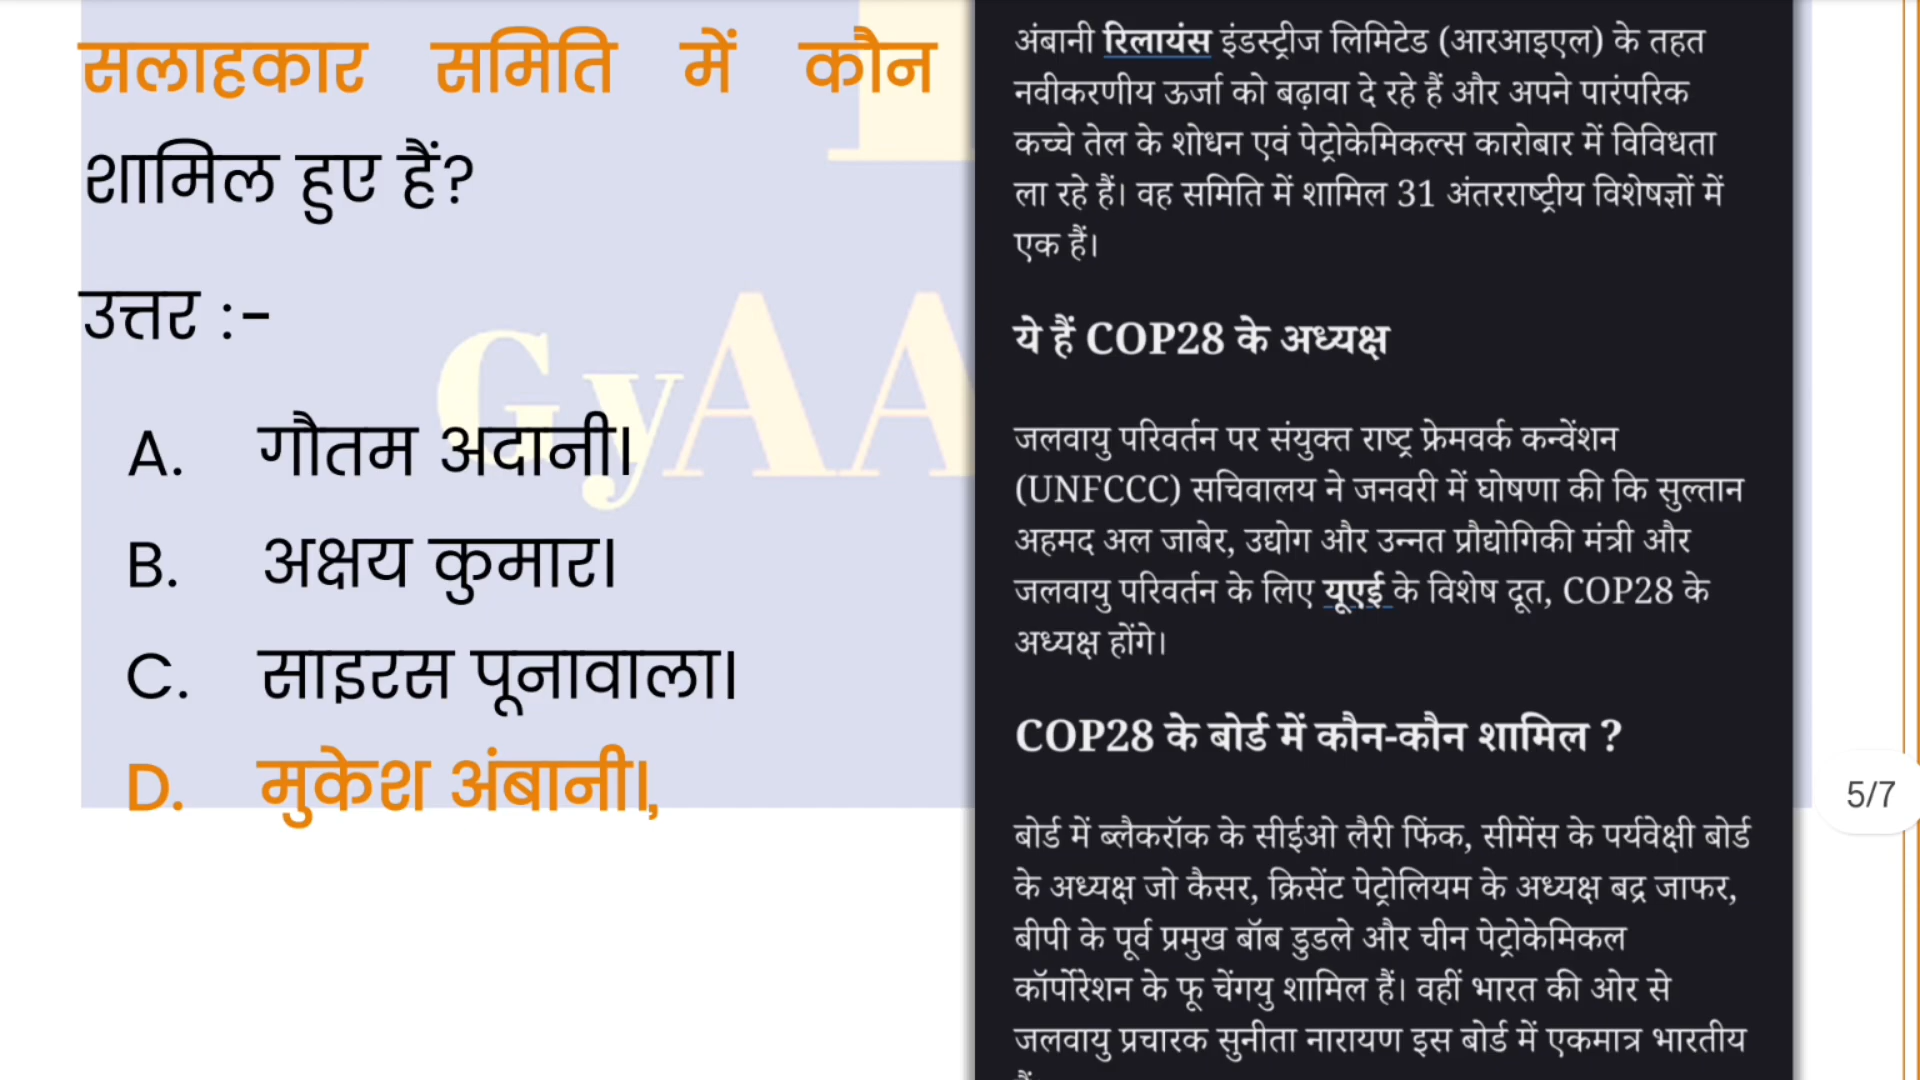 सलाहकार समिति में कौन
शामिल हुए हैं?
उत्तर :-
A. गौतम अदानी।
B. अक्षय कुमार।
C. साइरस पूनावाला।
D. मुकेश अंबानी।,
GyAA
अंबानी रिलायंस इंडस्ट्रीज लिमिटेड (आरआइएल) के तहत
नवीकरणीय ऊर्जा को बढ़ावा दे रहे हैं और अपने पारंपरिक
कच्चे तेल के शोधन एवं पेट्रोकेमिकल्स कारोबार में विविधता
ला रहे हैं। वह समिति में शामिल 31 अंतरराष्ट्रीय विशेषज्ञों में
एक हैं।
ये हैं COP28 के अध्यक्ष
जलवायु परिवर्तन पर संयुक्त राष्ट्र फ्रेमवर्क कन्वेंशन
(UNFCCC) सचिवालय ने जनवरी में घोषणा की कि सुल्तान
अहमद अल जाबेर, उद्योग और उन्नत प्रौद्योगिकी मंत्री और
जलवायु परिवर्तन के लिए यूएई के विशेष दूत, COP28 के
अध्यक्ष होंगे।
COP28 के बोर्ड में कौन-कौन शामिल ?
बोर्ड में ब्लैकरॉक के सीईओ लैरी फिंक, सीमेंस के पर्यवेक्षी बोर्ड
के अध्यक्ष जो कैसर, क्रिसेंट पेट्रोलियम के अध्यक्ष बद्र जाफर,
बीपी के पूर्व प्रमुख बॉब डुडले और चीन पेट्रोकेमिकल
कॉर्पोरेशन के फू चेंगयु शामिल हैं। वहीं भारत की ओर से
जलवायु प्रचारक सुनीता नारायण इस बोर्ड में एकमात्र भारतीय
5/7